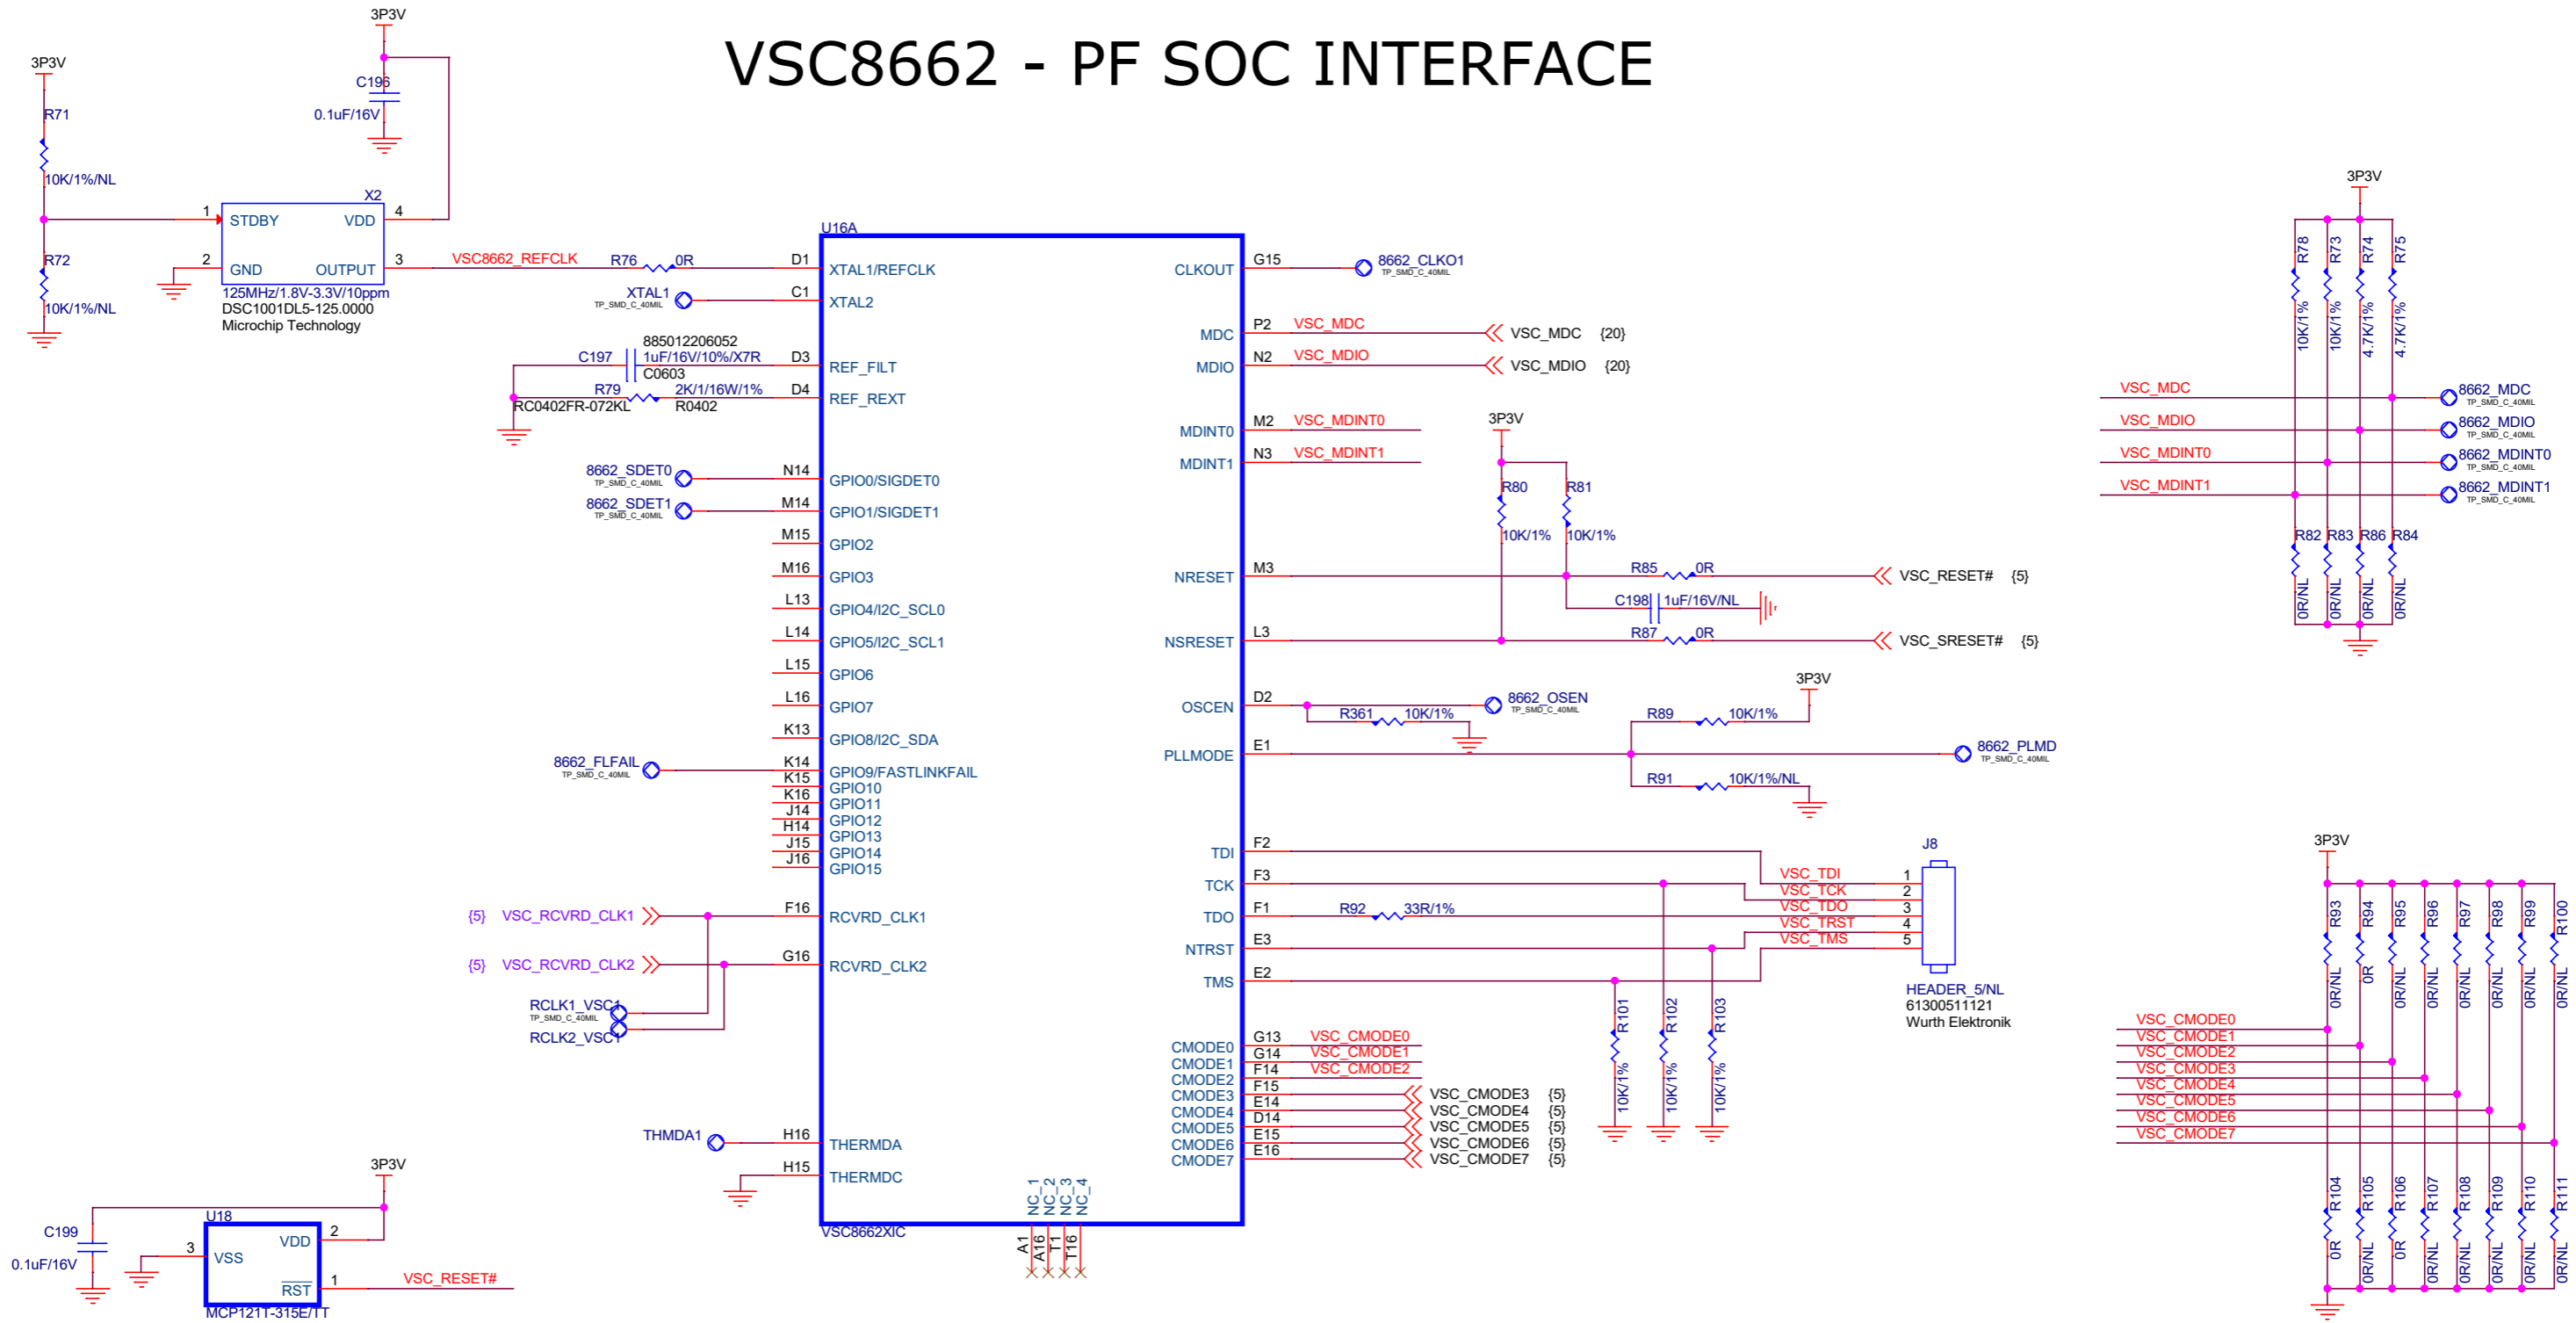 VSC8662 - PF SOC INTERFACE
3P3V
R71
10K/1%/NL
R72
10K/1%/NL
3P3V
C196
0.1uF/16V
X2
1 STDBY VDD 4
2 GND OUTPUT 3
125MHz/1.8V-3.3V/10ppm
DSC1001DL5-125.0000
Microchip Technology
VSC8662_REFCLK R76 0R
XTAL1
TP_SMD_C_40MIL
885012206052
C197 1uF/16V/10%/X7R
C0603
R79 2K/1/16W/1%
RC0402FR-072KL R0402
8662_SDET0
TP_SMD_C_40MIL
8662_SDET1
TP_SMD_C_40MIL
8662_FLFAIL
TP_SMD_C_40MIL
{5} VSC_RCVRD_CLK1
{5} VSC_RCVRD_CLK2
RCLK1_VSC1
TP_SMD_C_40MIL
RCLK2_VSC1
THMDA1
U16A
D1 XTAL1/REFCLK
C1 XTAL2
D3 REF_FILT
D4 REF_REXT
N14 GPIO0/SIGDET0
M14 GPIO1/SIGDET1
M15 GPIO2
M16 GPIO3
L13 GPIO4/I2C_SCL0
L14 GPIO5/I2C_SCL1
L15 GPIO6
L16 GPIO7
K13 GPIO8/I2C_SDA
K14 GPIO9/FASTLINKFAIL
K15 GPIO10
K16 GPIO11
J14 GPIO12
H14 GPIO13
J15 GPIO14
J16 GPIO15
F16 RCVRD_CLK1
G16 RCVRD_CLK2
H16 THERMDA
H15 THERMDC
NC_1
NC_2
NC_3
NC_4
A1
A16
T1
T16
VSC8662XIC
CLKOUT G15
8662_CLKO1
TP_SMD_C_40MIL
MDC P2 VSC_MDC VSC_MDC {20}
MDIO N2 VSC_MDIO VSC_MDIO {20}
MDINT0 M2 VSC_MDINT0
MDINT1 N3 VSC_MDINT1
3P3V
R80 R81
10K/1% 10K/1%
NRESET M3 R85 0R VSC_RESET# {5}
C198 1uF/16V/NL
NSRESET L3 R87 0R VSC_SRESET# {5}
OSCEN D2 8662_OSEN
TP_SMD_C_40MIL
R361 10K/1%
3P3V
R89 10K/1%
PLLMODE E1 8662_PLMD
TP_SMD_C_40MIL
R91 10K/1%/NL
TDI F2
TCK F3
TDO F1 R92 33R/1%
NTRST E3
TMS E2
J8
VSC_TDI 1
VSC_TCK 2
VSC_TDO 3
VSC_TRST 4
VSC_TMS 5
HEADER_5/NL
61300511121
Wurth Elektronik
R101
10K/1%
R102
10K/1%
R103
10K/1%
CMODE0 G13 VSC_CMODE0
CMODE1 G14 VSC_CMODE1
CMODE2 F14 VSC_CMODE2
CMODE3 F15 VSC_CMODE3 {5}
CMODE4 E14 VSC_CMODE4 {5}
CMODE5 D14 VSC_CMODE5 {5}
CMODE6 E15 VSC_CMODE6 {5}
CMODE7 E16 VSC_CMODE7 {5}
3P3V
R78
10K/1%
R73
10K/1%
R74
4.7K/1%
R75
4.7K/1%
VSC_MDC 8662_MDC
TP_SMD_C_40MIL
VSC_MDIO 8662_MDIO
TP_SMD_C_40MIL
VSC_MDINT0 8662_MDINT0
TP_SMD_C_40MIL
VSC_MDINT1 8662_MDINT1
TP_SMD_C_40MIL
R82 R83 R86 R84
0R/NL
0R/NL
0R/NL
0R/NL
3P3V
R93
0R/NL
R94
0R
R95
0R/NL
R96
0R/NL
R97
0R/NL
R98
0R/NL
R99
0R/NL
R100
0R/NL
VSC_CMODE0
VSC_CMODE1
VSC_CMODE2
VSC_CMODE3
VSC_CMODE4
VSC_CMODE5
VSC_CMODE6
VSC_CMODE7
R104
0R
R105
0R/NL
R106
0R
R107
0R/NL
R108
0R/NL
R109
0R/NL
R110
0R/NL
R111
0R/NL
3P3V
C199
0.1uF/16V
U18
VDD 2
3 VSS
RST 1 VSC_RESET#
MCP121T-315E/TT